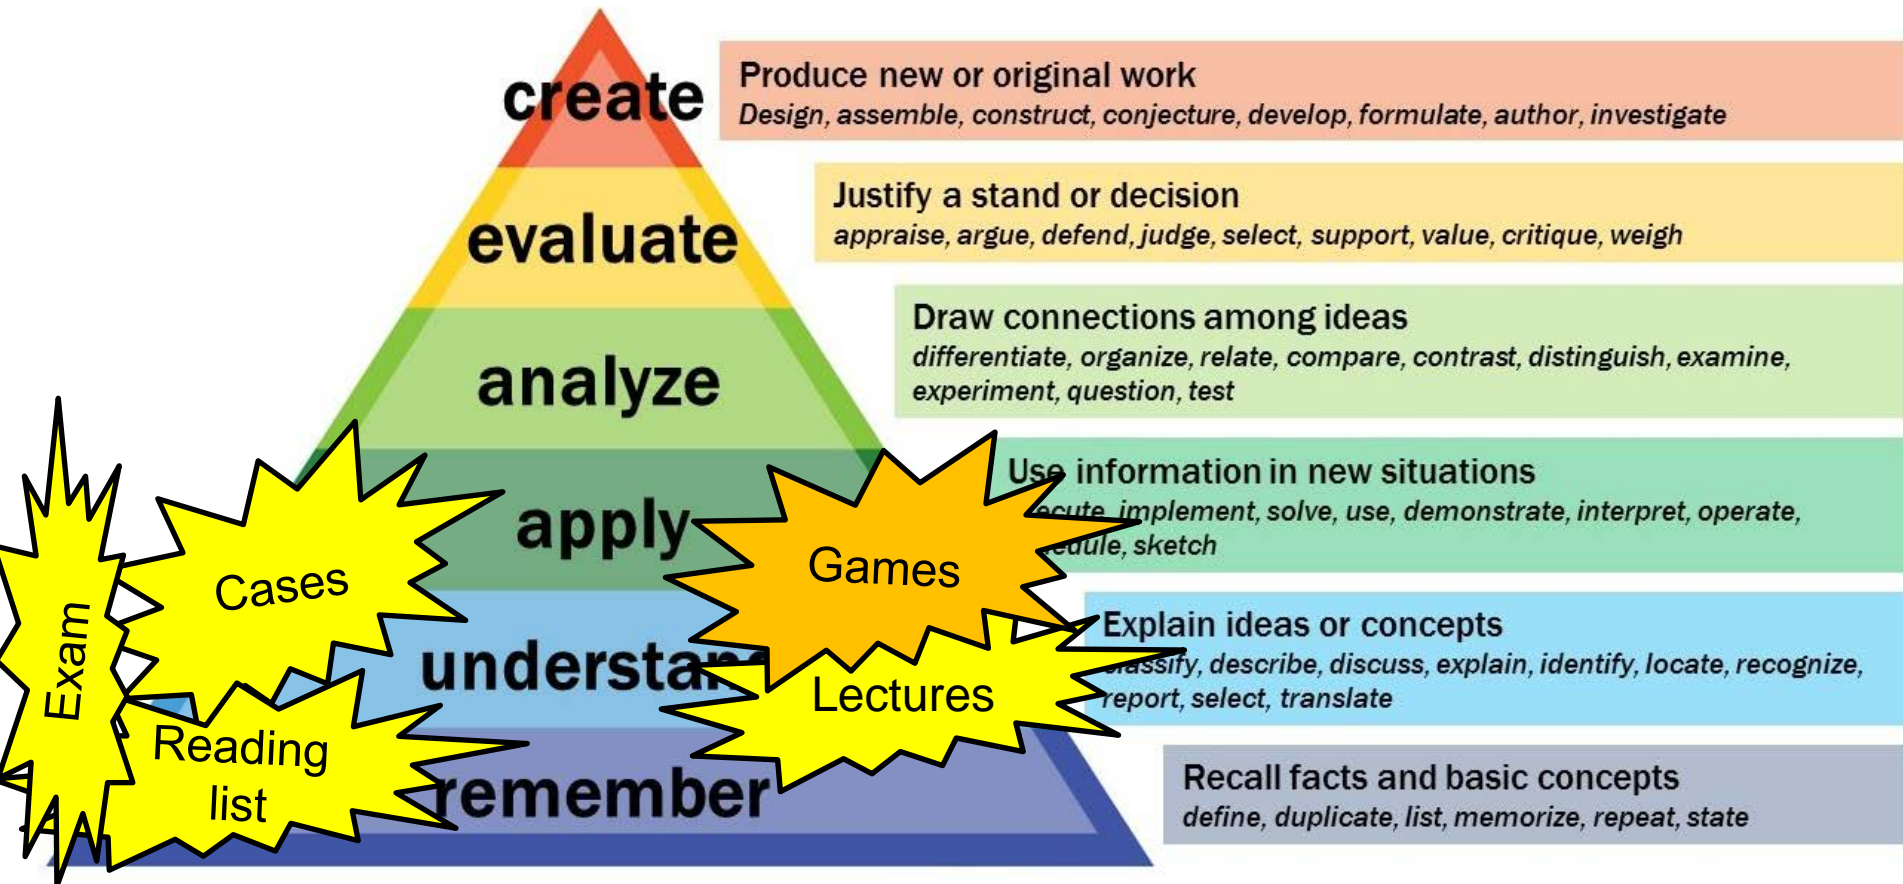 create
Produce new or original work
Design, assemble, construct, conjecture, develop, formulate, author, investigate
evaluate
Justify a stand or decision
appraise, argue, defend, judge, select, support, value, critique, weigh
analyze
Draw connections among ideas
differentiate, organize, relate, compare, contrast, distinguish, examine,
experiment, question, test
apply
Use information in new situations
implement, solve, use, demonstrate, interpret, operate,
sketch
Games
Cases
Exam
understand
Explain ideas or concepts
classify, describe, discuss, explain, identify, locate, recognize,
report, select, translate
Lectures
Reading
list
remember
Recall facts and basic concepts
define, duplicate, list, memorize, repeat, state